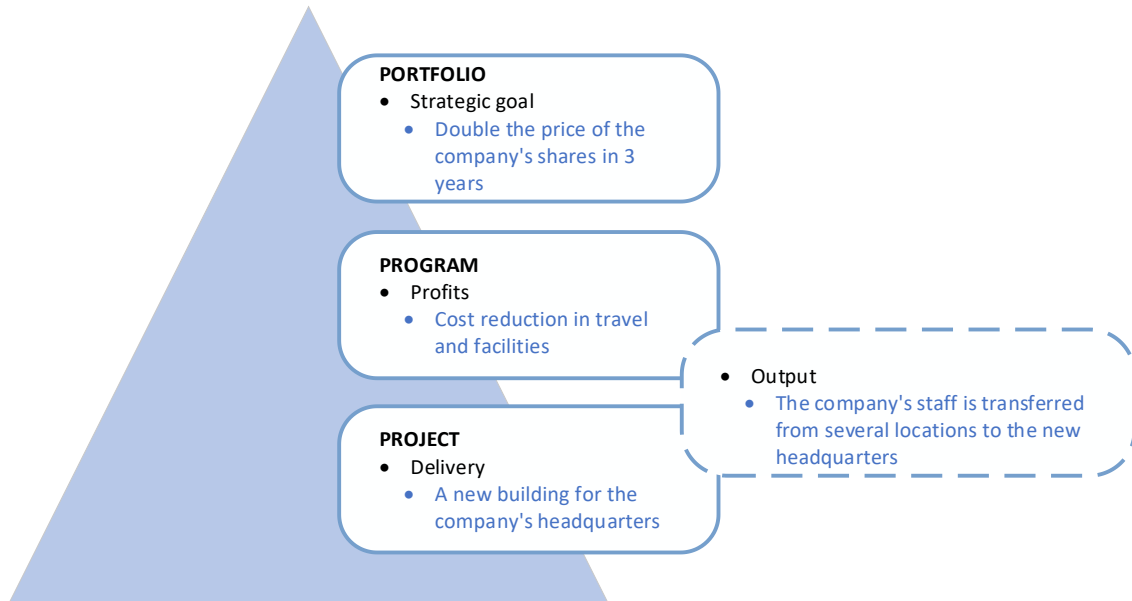 PORTFOLIO
• Strategic goal
• Double the price of the
company's shares in 3
years
PROGRAM
• Profits
• Cost reduction in travel
and facilities
• Output
• The company's staff is transferred
from several locations to the new
headquarters
PROJECT
• Delivery
• A new building for the
company's headquarters